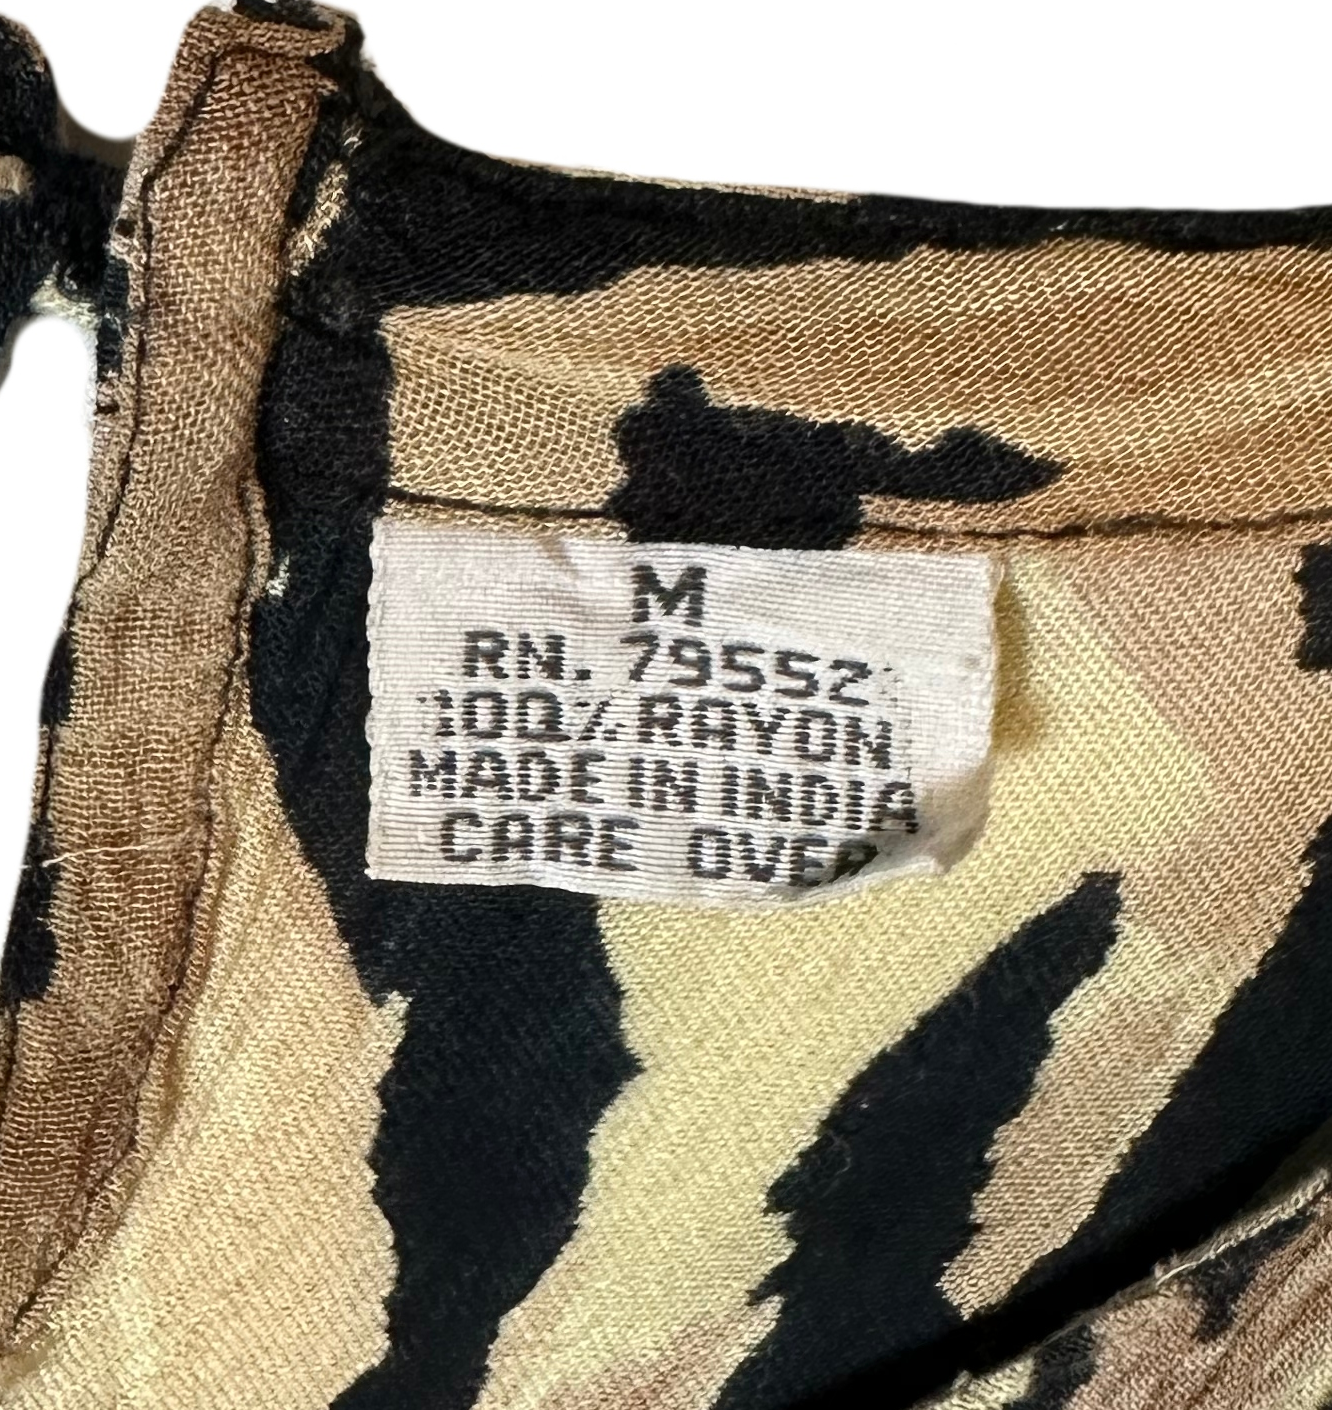 M
RN. 79552
100% RAYON
MADE IN INDIA
CARE OVER